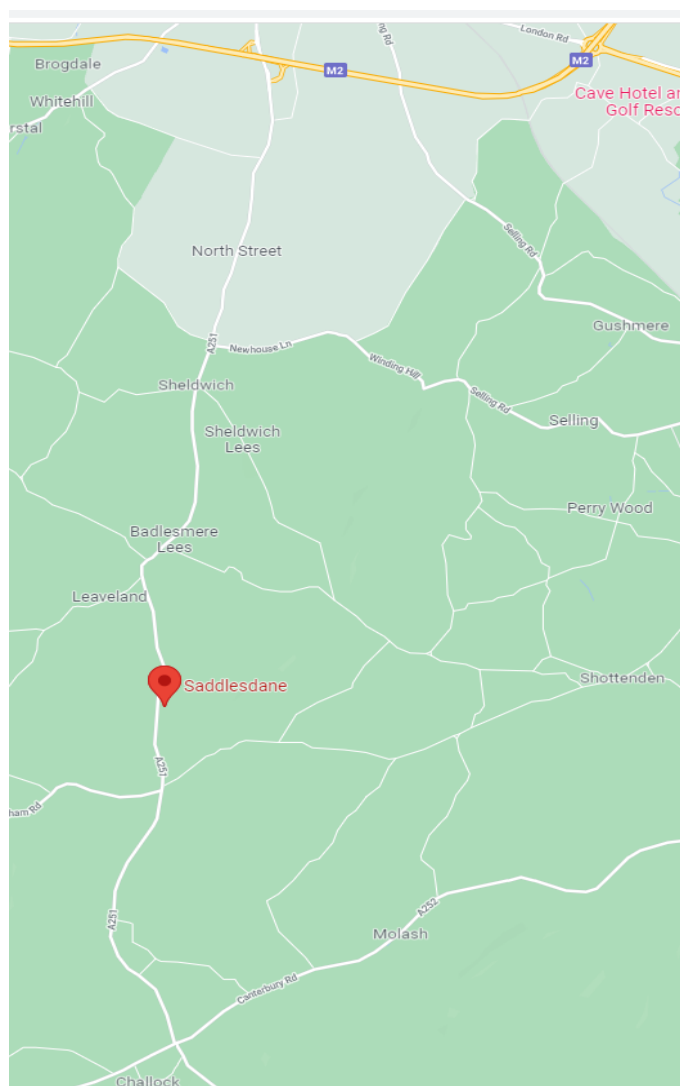 London Rd
ng Rd
M2
Brogdale
M2
Cave Hotel an
Golf Reso
Whitehill
rstal
North Street
Selling Rd
Gushmere
A251
Newhouse Ln
Winding Hill
Sheldwich
Selling Rd
Selling
Sheldwich
Lees
Perry Wood
Badlesmere
Lees
Leaveland
Saddlesdane
Shottenden
A251
ham Rd
A251
A252
Molash
Canterbury Rd
Challock